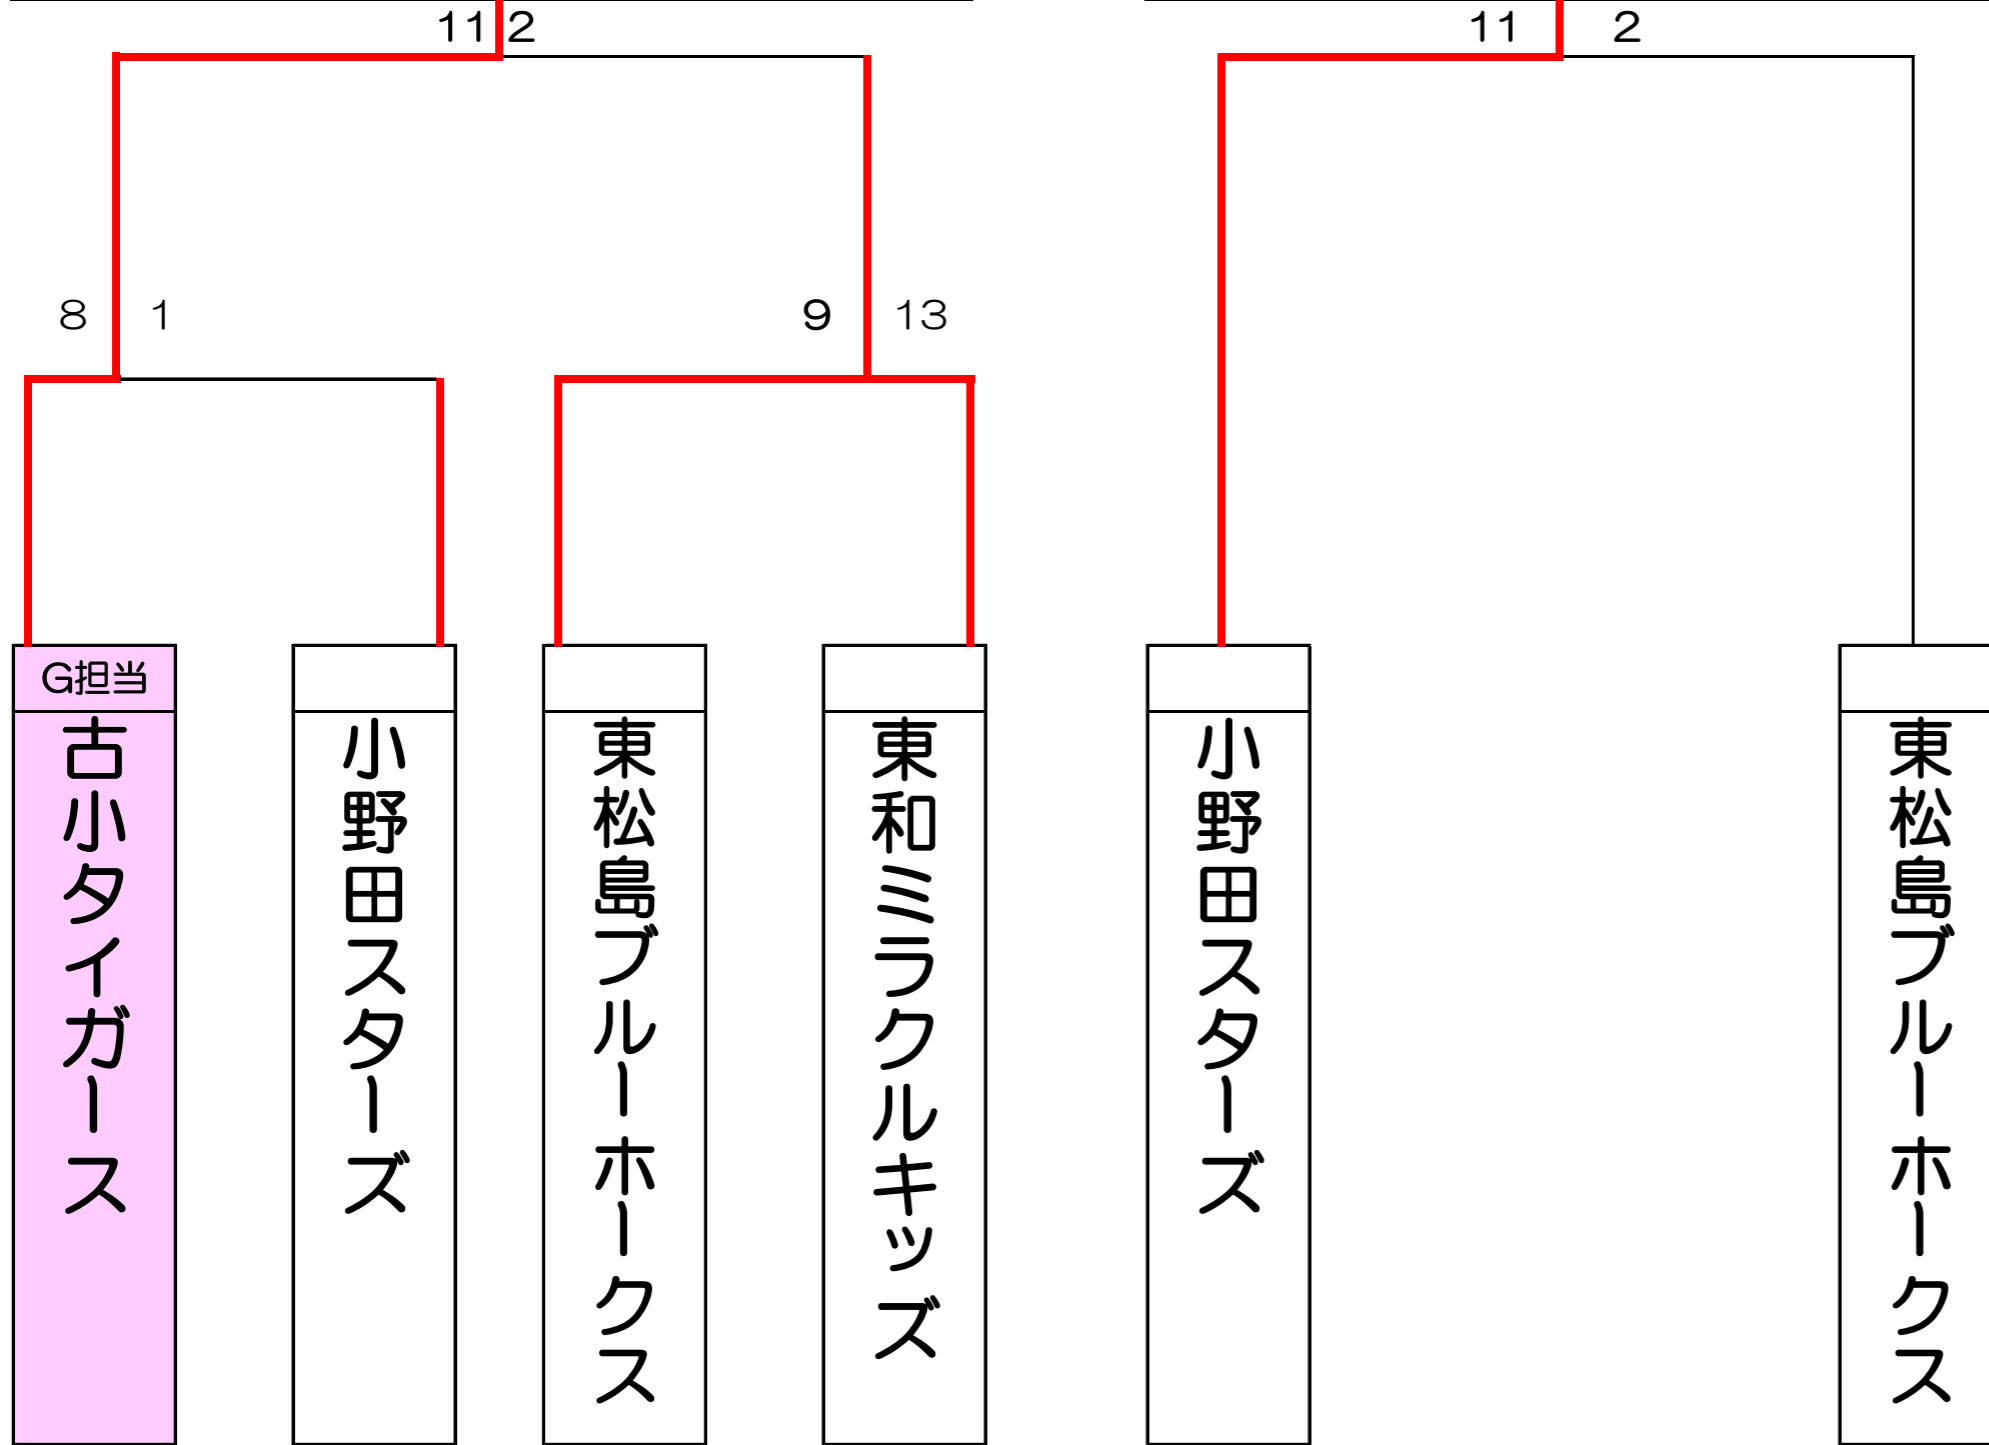 11 2
11 2
8 1
9 13
G担当
古小タイガース
小野田スターズ
東松島ブルーホークス
東和ミラクルキッズ
小野田スターズ
東松島ブルーホークス